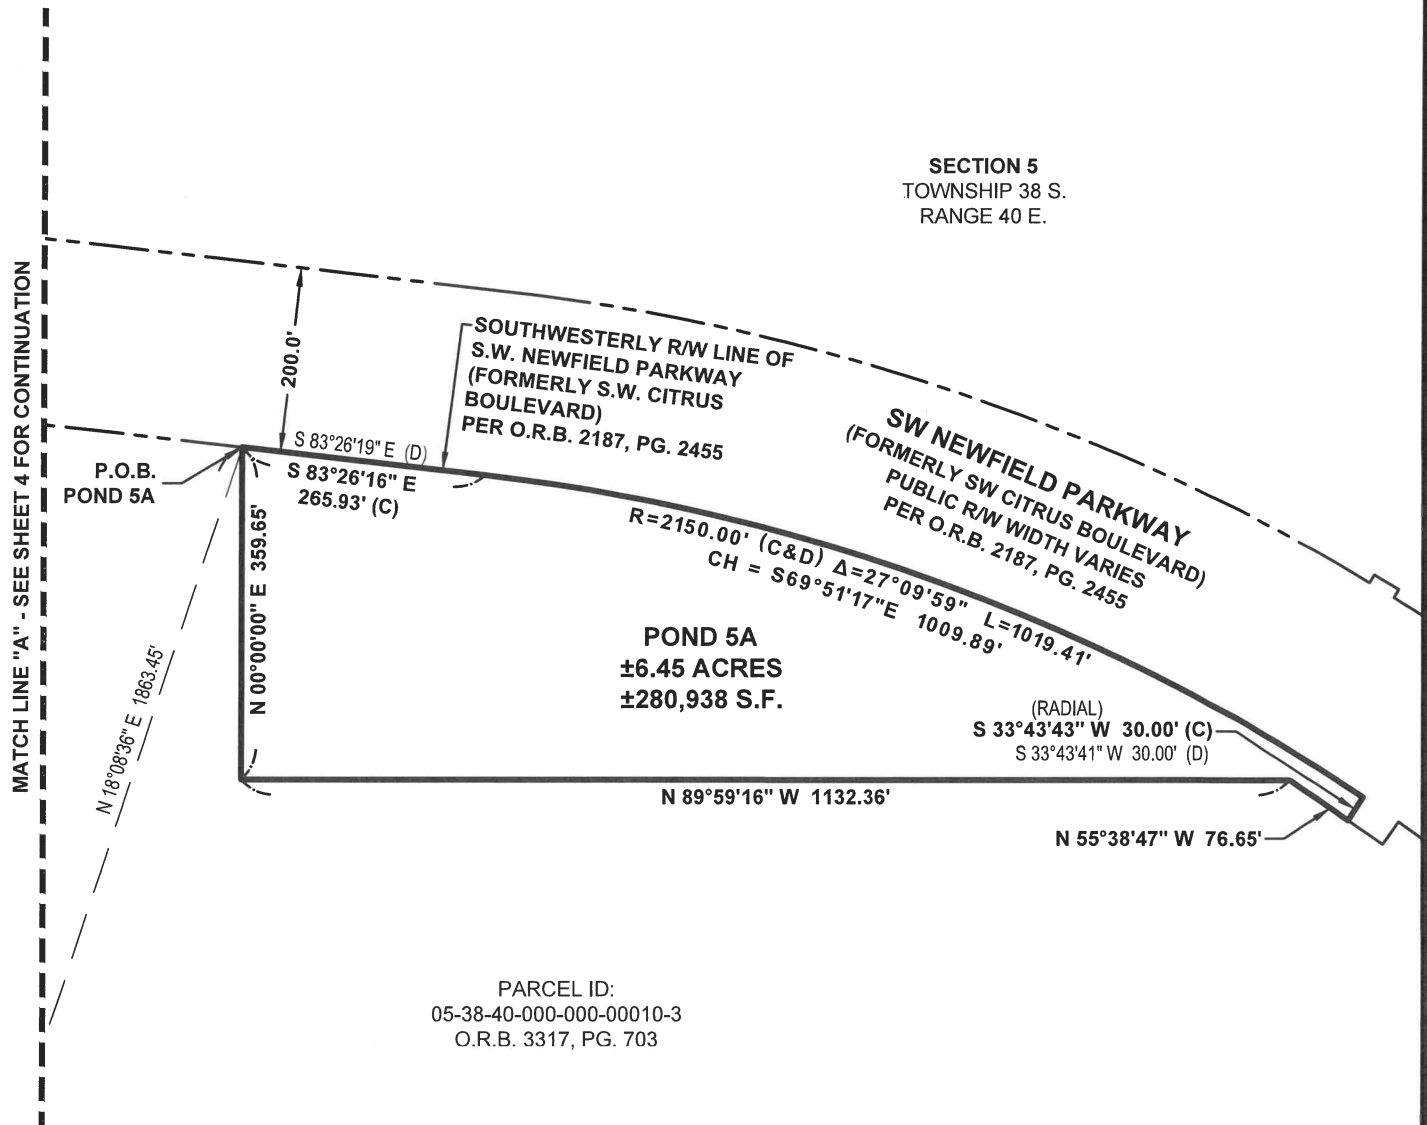 SECTION 5
TOWNSHIP 38 S.
RANGE 40 E.
MATCH LINE "A" - SEE SHEET 4 FOR CONTINUATION
200.0'
SOUTHWESTERLY R/W LINE OF
S.W. NEWFIELD PARKWAY
(FORMERLY S.W. CITRUS
BOULEVARD)
PER O.R.B. 2187, PG. 2455
SW NEWFIELD PARKWAY
(FORMERLY SW CITRUS BOULEVARD)
PUBLIC R/W WIDTH VARIES
PER O.R.B. 2187, PG. 2455
P.O.B.
POND 5A
S 83°26'19" E (D)
S 83°26'16" E
265.93' (C)
R=2150.00' (C&D) Δ=27°09'59" L=1019.41'
CH = S69°51'17"E 1009.89'
N 00°00'00" E 359.65'
N 18°08'36" E 1863.45'
POND 5A
±6.45 ACRES
±280,938 S.F.
(RADIAL)
S 33°43'43" W 30.00' (C)
S 33°43'41" W 30.00' (D)
N 89°59'16" W 1132.36'
N 55°38'47" W 76.65'
PARCEL ID:
05-38-40-000-000-00010-3
O.R.B. 3317, PG. 703